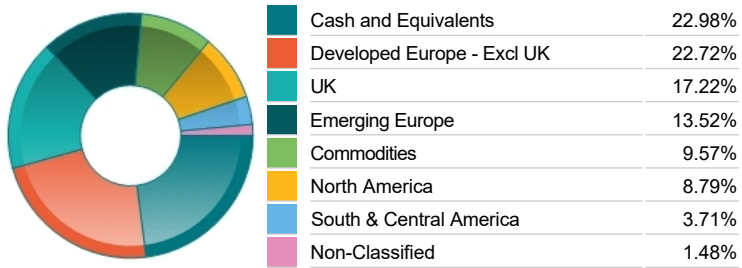 Cash and Equivalents 22.98%
Developed Europe - Excl UK 22.72%
UK 17.22%
Emerging Europe 13.52%
Commodities 9.57%
North America 8.79%
South & Central America 3.71%
Non-Classified 1.48%